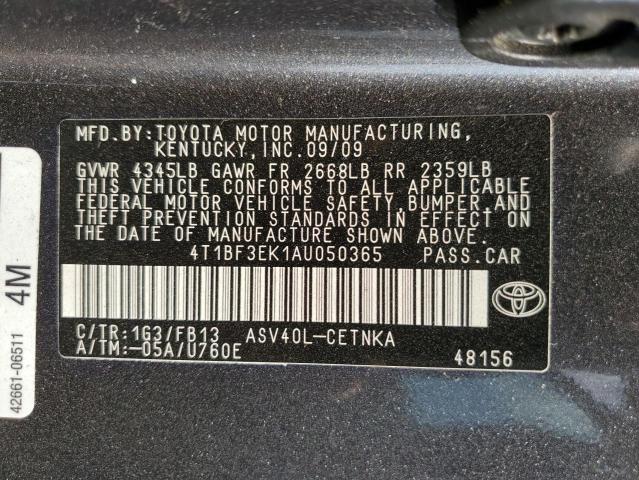 MFD. BY: TOYOTA MOTOR MANUFACTURING,
KENTUCKY, INC. 09/09
GVWR 4345LB GAWR FR 2668LB RR 2359LB
THIS VEHICLE CONFORMS TO ALL APPLICABLE
FEDERAL MOTOR VEHICLE SAFETY, BUMPER, AND
THEFT PREVENTION STANDARDS IN EFFECT ON
THE DATE OF MANUFACTURE SHOWN ABOVE.
4T1BF3EK1AU050365 PASS. CAR
C/TR: 1G3/FB13 ASV40L-CETNKA
A/TM: -05A/U760E
48156
4M
42661-06511